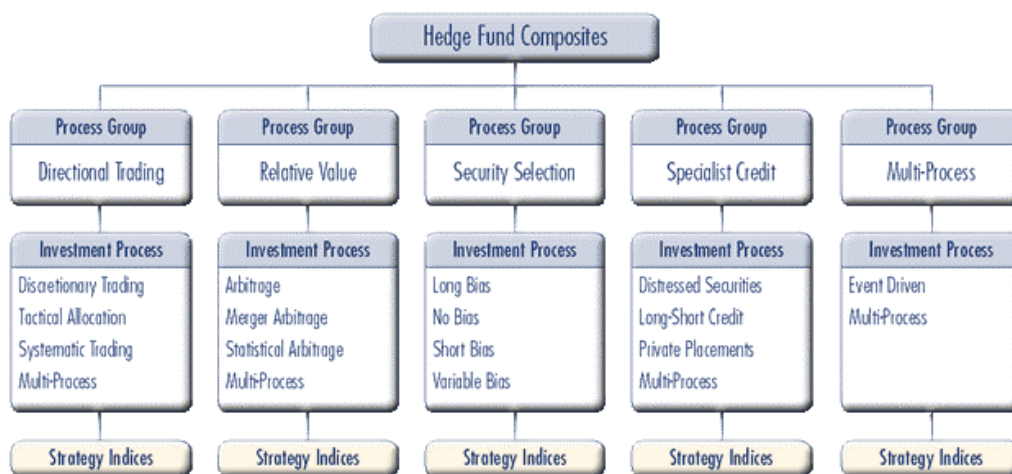 Hedge Fund Composites
Process Group
Directional Trading
Process Group
Relative Value
Process Group
Security Selection
Process Group
Specialist Credit
Process Group
Multi-Process
Investment Process
Discretionary Trading
Tactical Allocation
Systematic Trading
Multi-Process
Investment Process
Arbitrage
Merger Arbitrage
Statistical Arbitrage
Multi-Process
Investment Process
Long Bias
No Bias
Short Bias
Variable Bias
Investment Process
Distressed Securities
Long-Short Credit
Private Placements
Multi-Process
Investment Process
Event Driven
Multi-Process
Strategy Indices
Strategy Indices
Strategy Indices
Strategy Indices
Strategy Indices